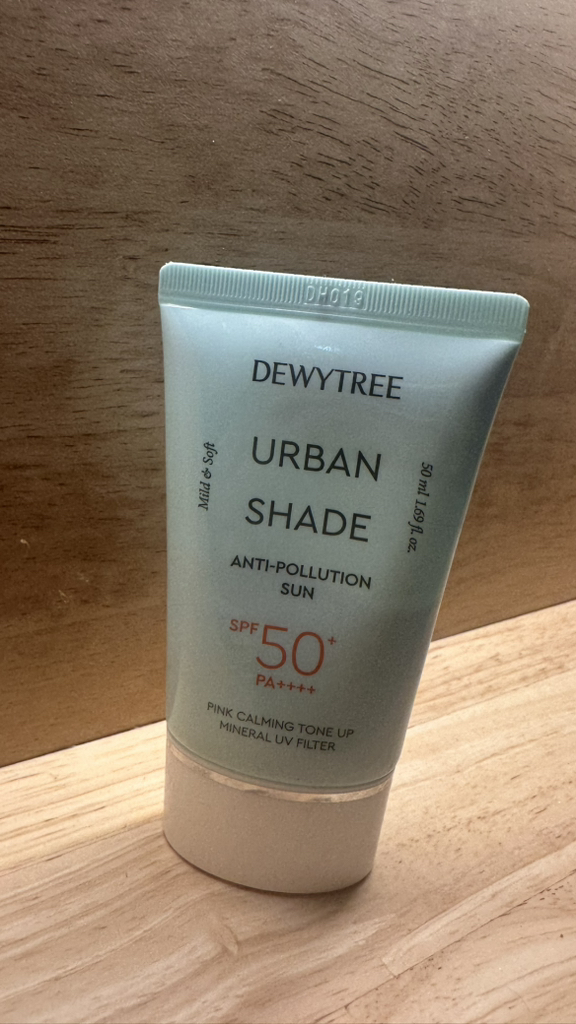 DH019
DEWYTREE
URBAN
SHADE
Mild & Soft
50 ml 1.69 fl. oz.
ANTI-POLLUTION
SUN
SPF 50+
PA++++
PINK CALMING TONE UP
MINERAL UV FILTER